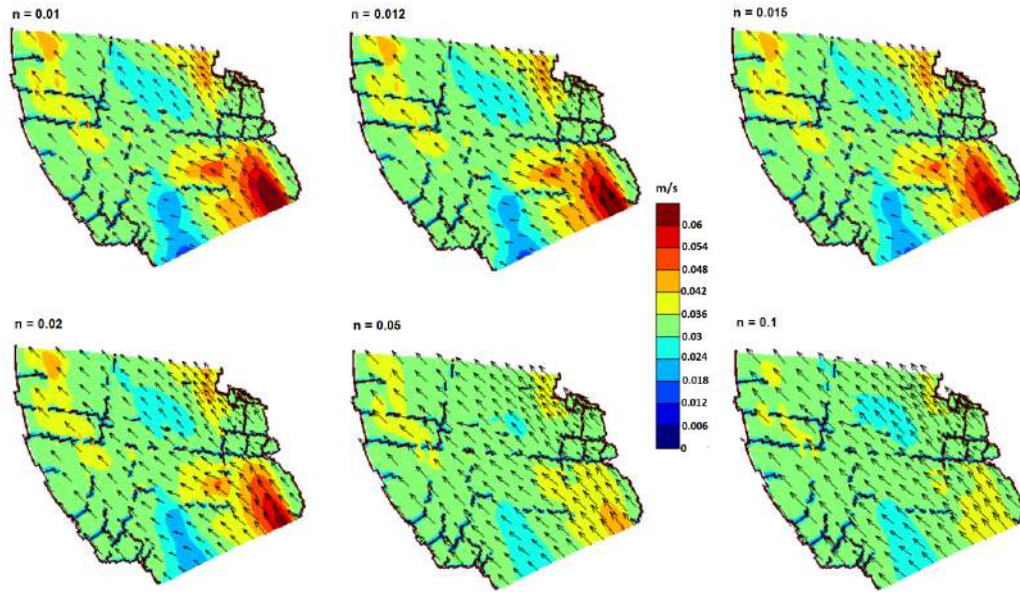 n = 0.01
n = 0.012
n = 0.015
m/s
0.06
0.054
0.048
0.042
0.036
0.03
0.024
0.018
0.012
0.006
0
n = 0.02
n = 0.05
n = 0.1